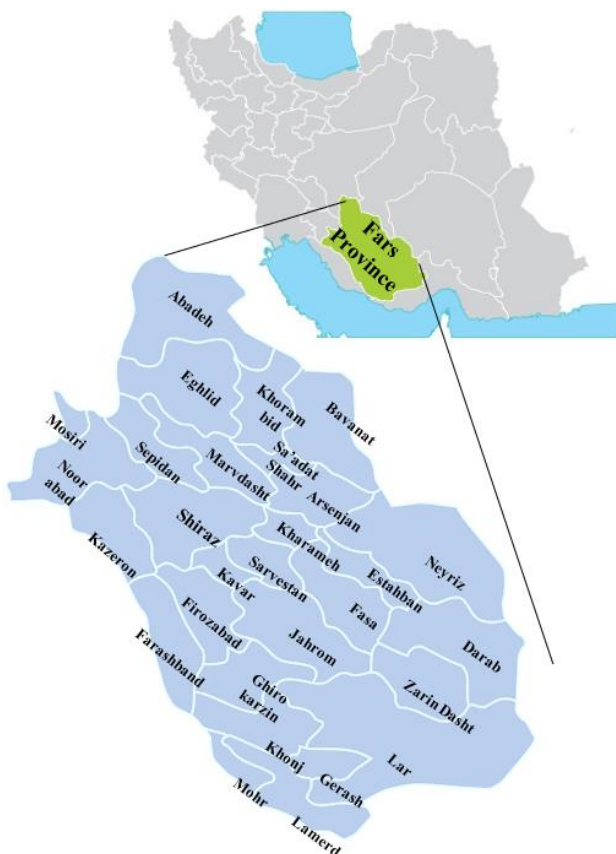 Fars
Province
Abadeh
Eghlid
Khoram
bid
Bavanat
Mosiri
Sepidan
Sa'adat
Shahr
Noor
abad
Marvdasht
Arsenjan
Shiraz
Kharameh
Neyriz
Kazeron
Kavar
Sarvestan
Estahban
Firozabad
Fasa
Jahrom
Darab
Farashband
Ghiro
karzin
Zarin Dasht
Khonj
Lar
Gerash
Mohr
Lamerd